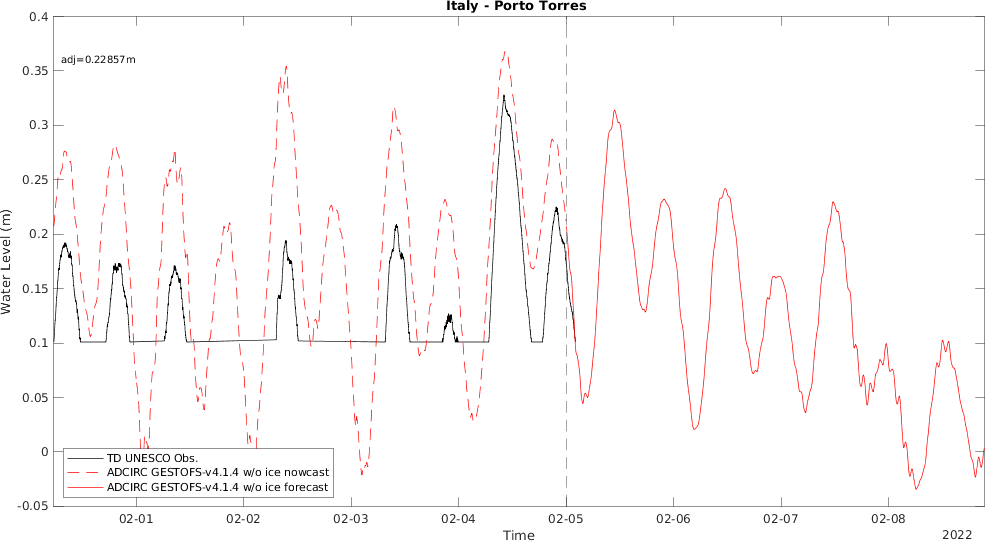 Italy - Porto Torres
0.4
0.35
0.3
0.25
0.2
0.15
0.1
0.05
0
-0.05
Water Level (m)
adj=0.22857m
TD UNESCO Obs.
ADCIRC GESTOFS-v4.1.4 w/o ice nowcast
ADCIRC GESTOFS-v4.1.4 w/o ice forecast
02-01 02-02 02-03 02-04 02-05 02-06 02-07 02-08
Time
2022